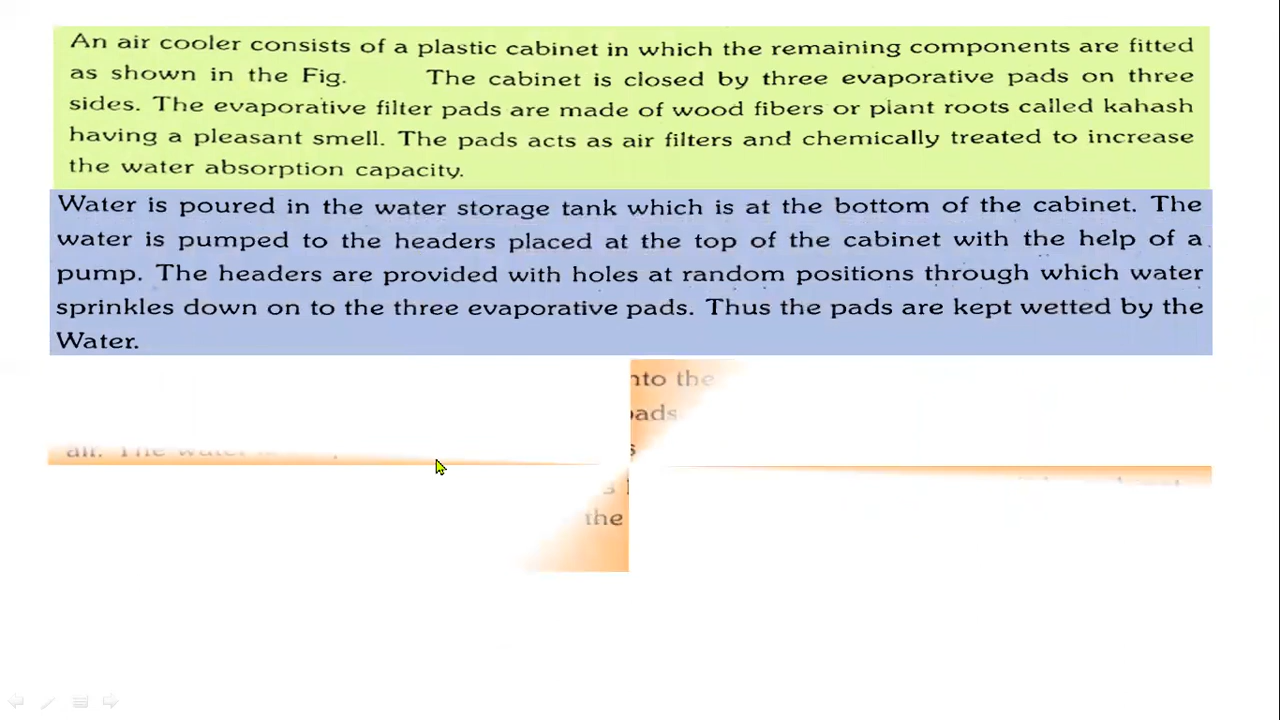 An air cooler consists of a plastic cabinet in which the remaining components are fitted
as shown in the Fig. The cabinet is closed by three evaporative pads on three
sides. The evaporative filter pads are made of wood fibers or plant roots called kahash
having a pleasant smell. The pads acts as air filters and chemically treated to increase
the water absorption capacity.
Water is poured in the water storage tank which is at the bottom of the cabinet. The
water is pumped to the headers placed at the top of the cabinet with the help of a
pump. The headers are provided with holes at random positions through which water
sprinkles down on to the three evaporative pads. Thus the pads are kept wetted by the
Water.
the
air. The water
the